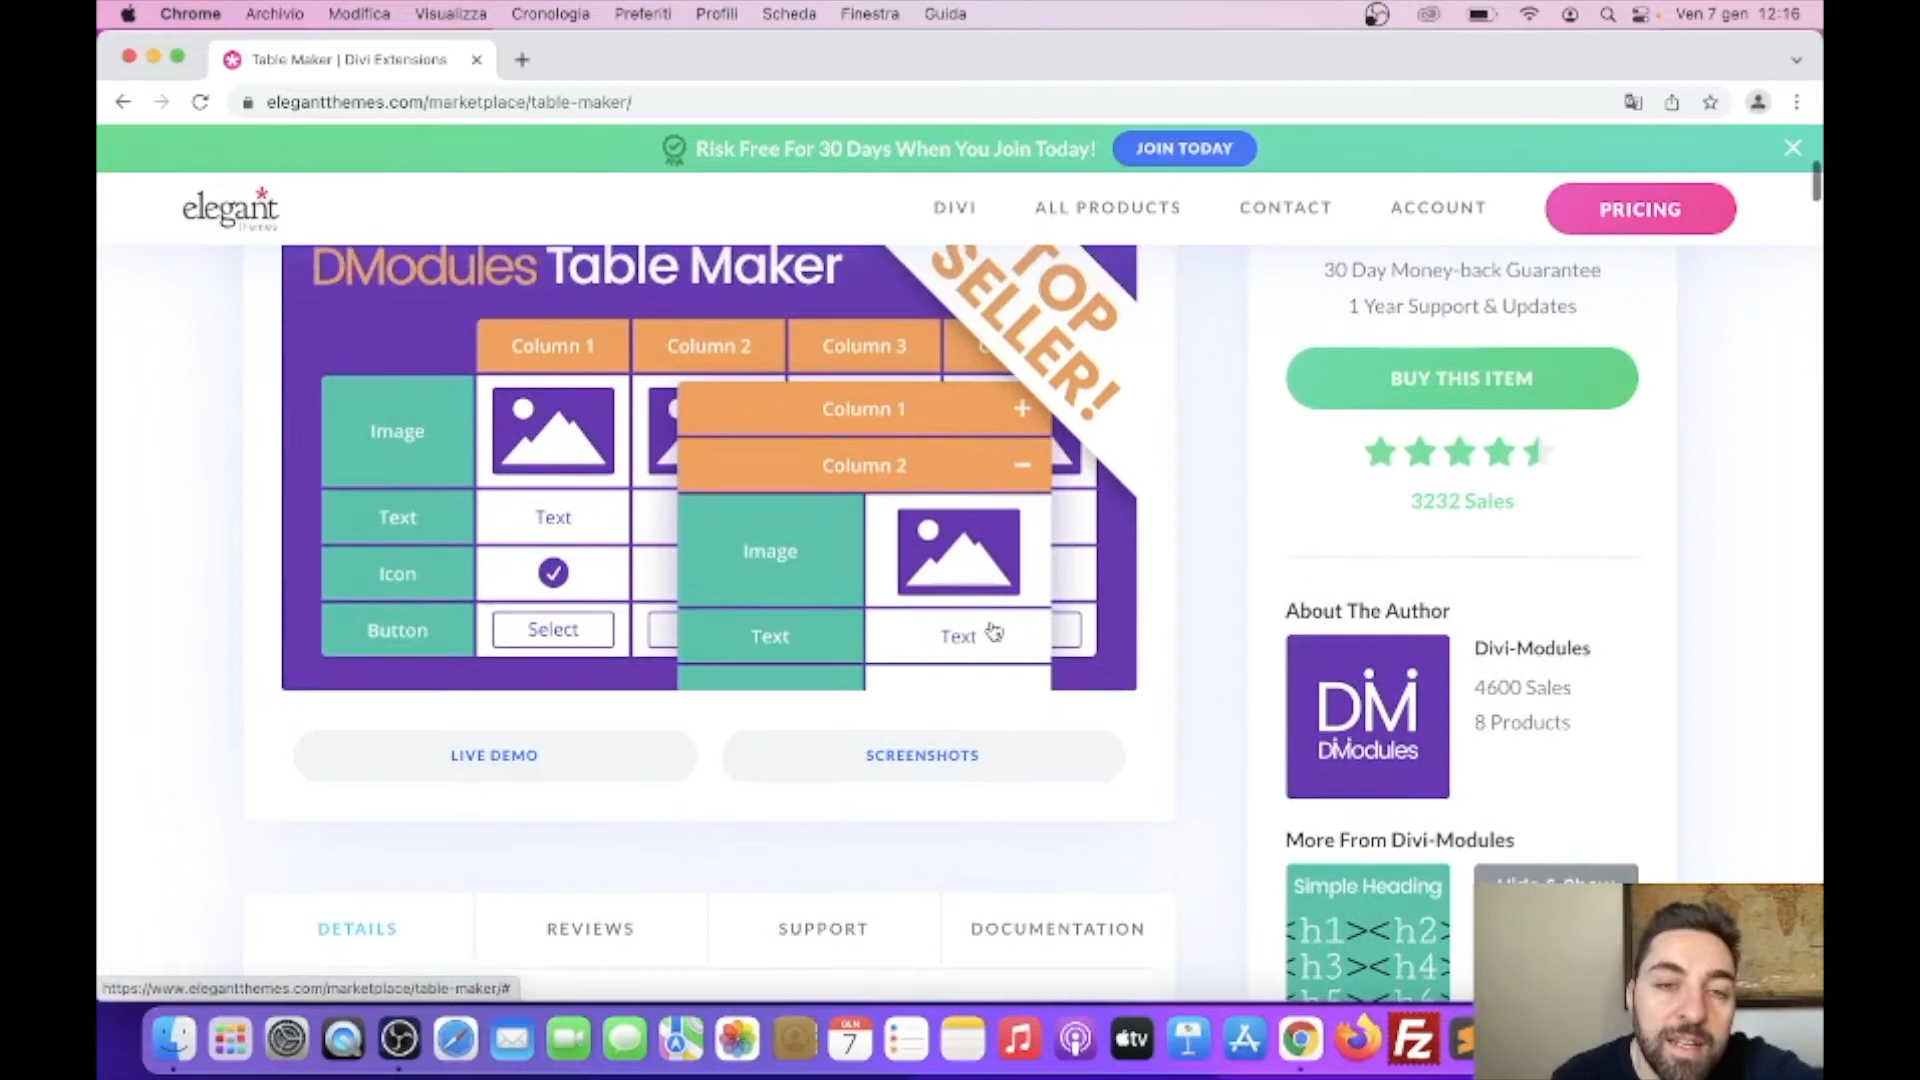 Chrome Archivio Modifica Visualizza Cronologia Preferiti Profili Scheda Finestra Guida Ven 7 gen 12:16
Table Maker | Divi Extensions
elegantthemes.com/marketplace/table-maker/
Risk Free For 30 Days When You Join Today! JOIN TODAY
elegant themes
DIVI ALL PRODUCTS CONTACT ACCOUNT PRICING
DModules Table Maker
TOP
SELLER!
Column 1 Column 2 Column 3
Image
Text Text
Icon
Button Select
Column 1 +
Column 2 −
Image
Text Text
LIVE DEMO SCREENSHOTS
DETAILS REVIEWS SUPPORT DOCUMENTATION
30 Day Money-back Guarantee
1 Year Support & Updates
BUY THIS ITEM
3232 Sales
About The Author
DM
DModules
Divi-Modules
4600 Sales
8 Products
More From Divi-Modules
Simple Heading
<h1><h2>
<h3><h4>
https://www.elegantthemes.com/marketplace/table-maker/#
GEN
7
tv
FZ